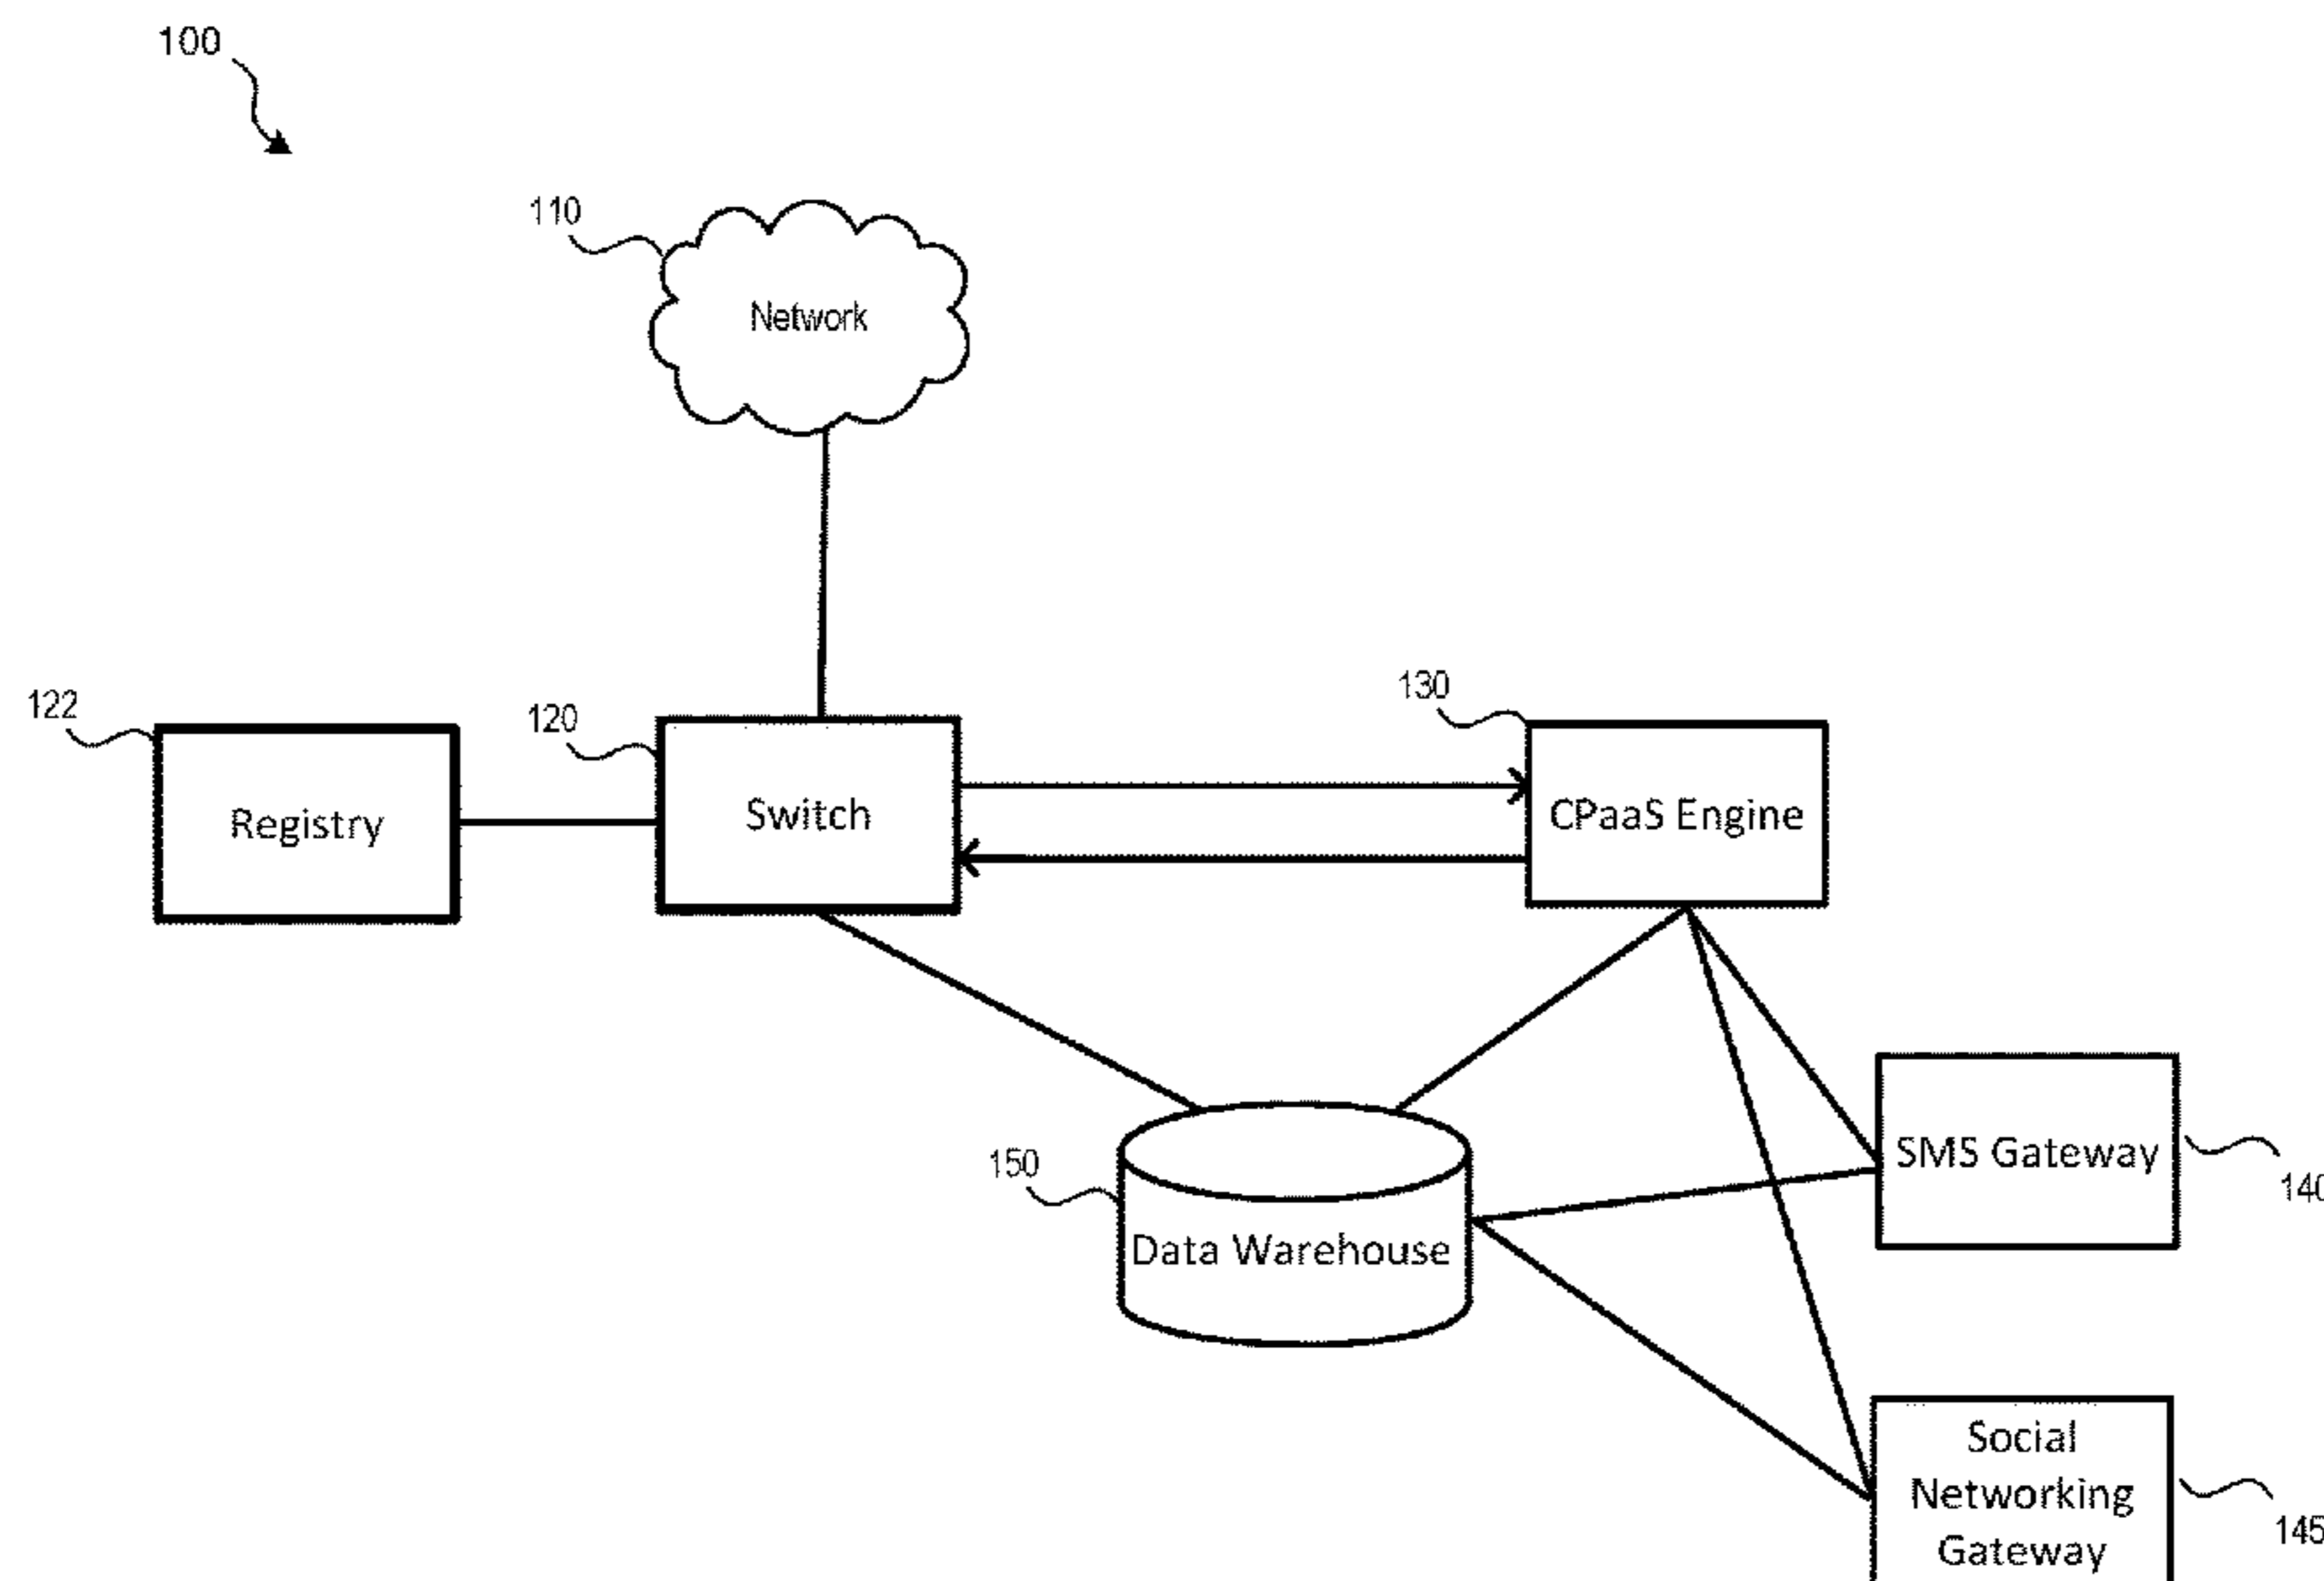 100
110
Network
122
120
130
Registry
Switch
CPaaS Engine
150
SMS Gateway
140
Data Warehouse
Social
Networking
Gateway
145